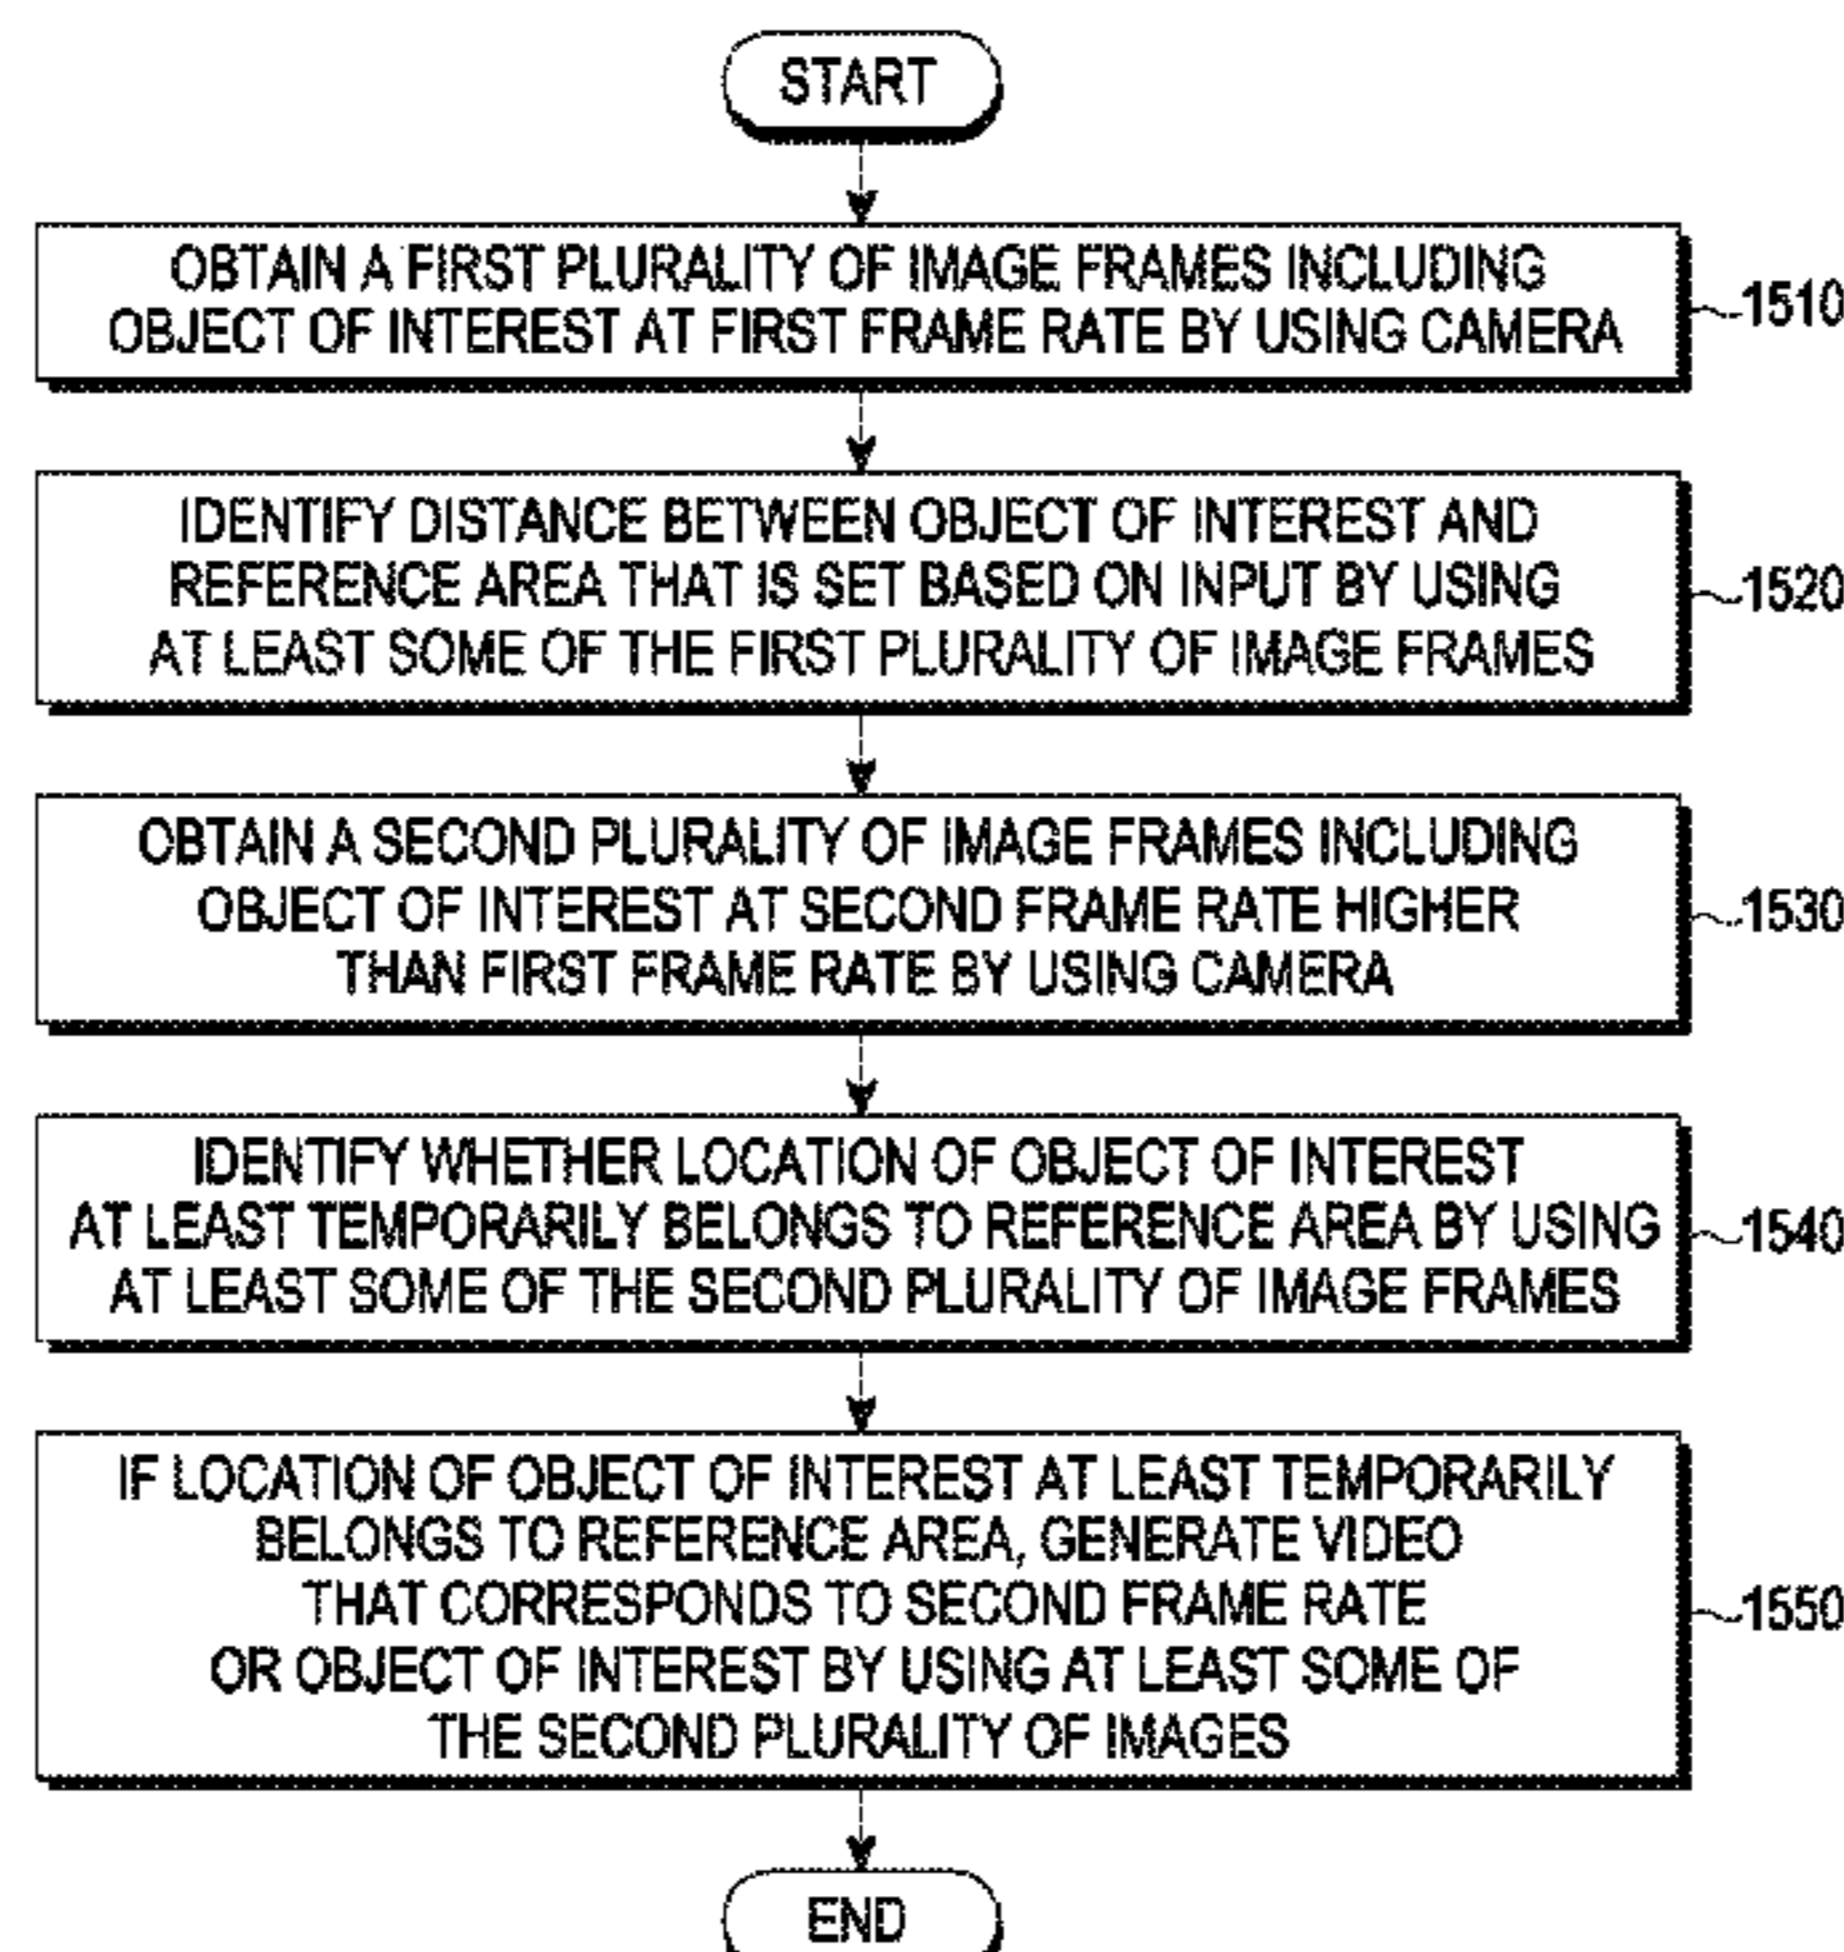 START
OBTAIN A FIRST PLURALITY OF IMAGE FRAMES INCLUDING
OBJECT OF INTEREST AT FIRST FRAME RATE BY USING CAMERA
1510
IDENTIFY DISTANCE BETWEEN OBJECT OF INTEREST AND
REFERENCE AREA THAT IS SET BASED ON INPUT BY USING
AT LEAST SOME OF THE FIRST PLURALITY OF IMAGE FRAMES
1520
OBTAIN A SECOND PLURALITY OF IMAGE FRAMES INCLUDING
OBJECT OF INTEREST AT SECOND FRAME RATE HIGHER
THAN FIRST FRAME RATE BY USING CAMERA
1530
IDENTIFY WHETHER LOCATION OF OBJECT OF INTEREST
AT LEAST TEMPORARILY BELONGS TO REFERENCE AREA BY USING
AT LEAST SOME OF THE SECOND PLURALITY OF IMAGE FRAMES
1540
IF LOCATION OF OBJECT OF INTEREST AT LEAST TEMPORARILY
BELONGS TO REFERENCE AREA, GENERATE VIDEO
THAT CORRESPONDS TO SECOND FRAME RATE
OR OBJECT OF INTEREST BY USING AT LEAST SOME OF
THE SECOND PLURALITY OF IMAGES
1550
END